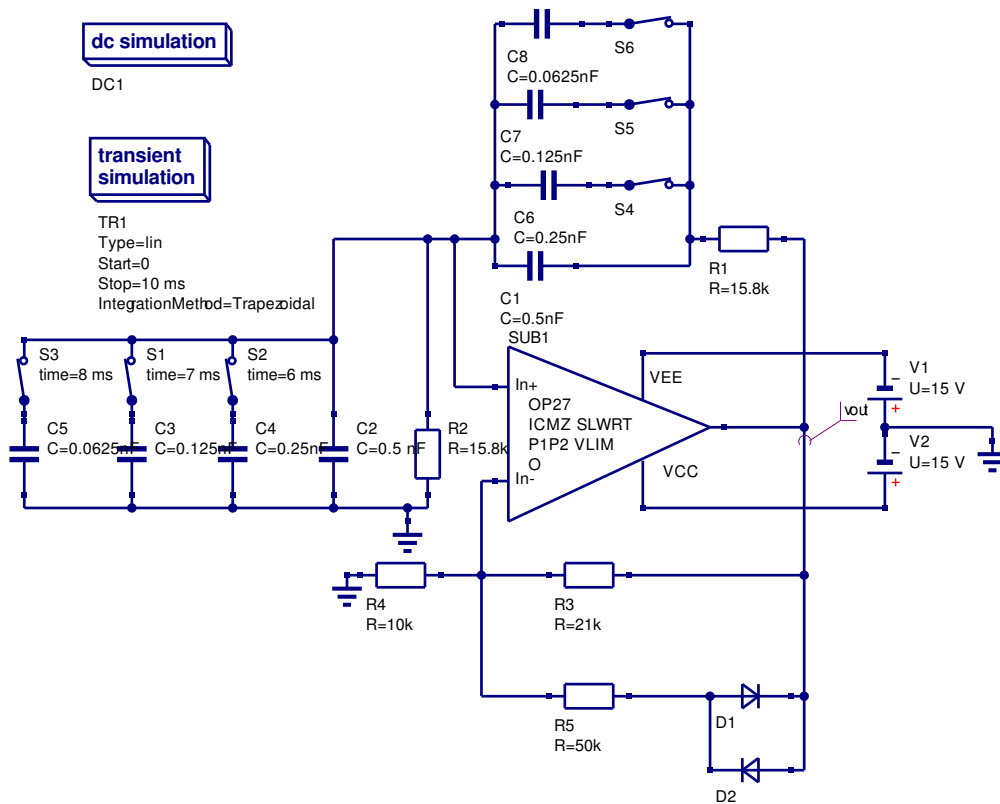 dc simulation
DC1
transient
simulation
TR1
Type=lin
Start=0
Stop=10 ms
IntegrationMethod=Trapezoidal
S6
C8
C=0.0625nF
S5
C7
C=0.125nF
S4
C6
C=0.25nF
R1
R=15.8k
C1
C=0.5nF
SUB1
S3
time=8 ms
S1
time=7 ms
S2
time=6 ms
C5
C=0.0625nF
C3
C=0.125nF
C4
C=0.25nF
C2
C=0.5 nF
R2
R=15.8k
In+
OP27
ICMZ SLWRT
P1P2 VLIM
O
In-
VEE
VCC
vout
V1
U=15 V
−
+
V2
U=15 V
−
+
R4
R=10k
R3
R=21k
R5
R=50k
D1
D2